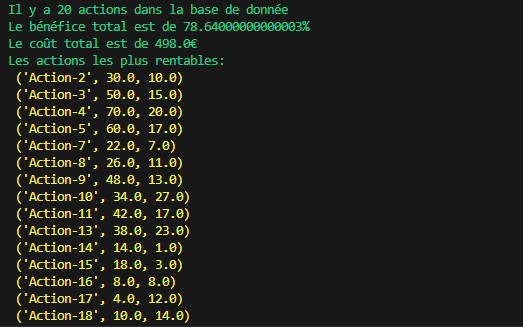 Il y a 20 actions dans la base de donnée
Le bénéfice total est de 78.64000000000003%
Le coût total est de 498.0€
Les actions les plus rentables:
('Action-2', 30.0, 10.0)
('Action-3', 50.0, 15.0)
('Action-4', 70.0, 20.0)
('Action-5', 60.0, 17.0)
('Action-7', 22.0, 7.0)
('Action-8', 26.0, 11.0)
('Action-9', 48.0, 13.0)
('Action-10', 34.0, 27.0)
('Action-11', 42.0, 17.0)
('Action-13', 38.0, 23.0)
('Action-14', 14.0, 1.0)
('Action-15', 18.0, 3.0)
('Action-16', 8.0, 8.0)
('Action-17', 4.0, 12.0)
('Action-18', 10.0, 14.0)